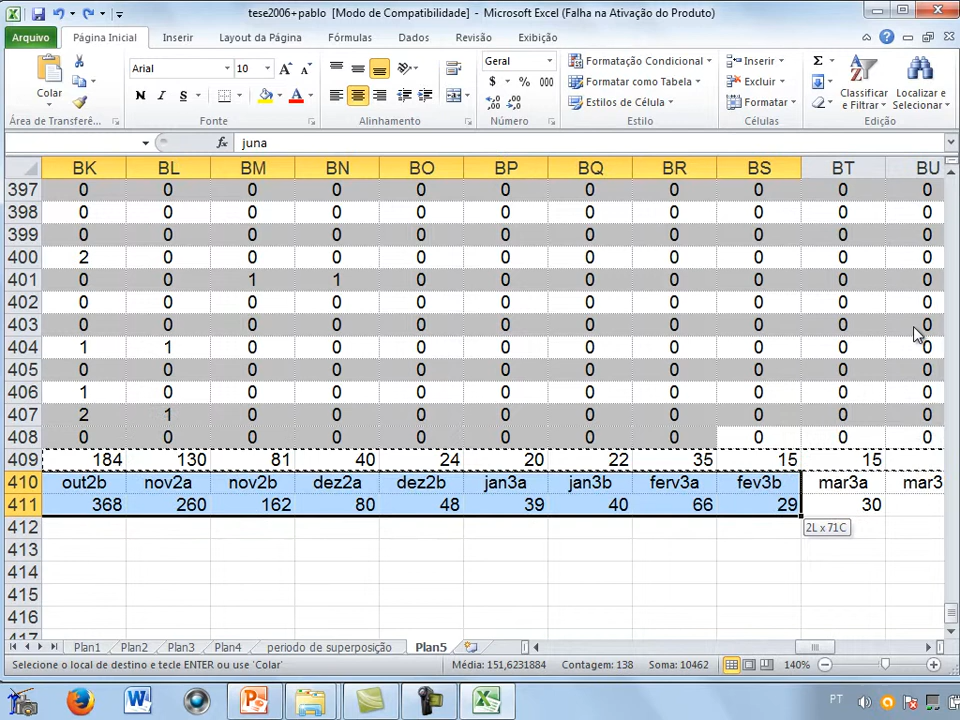 tese2006+pablo [Modo de Compatibilidade] - Microsoft Excel (Falha na Ativação do Produto)
Arquivo Página Inicial Inserir Layout da Página Fórmulas Dados Revisão Exibição
Colar
Arial 10
Geral
Formatação Condicional
Formatar como Tabela
Estilos de Célula
Inserir
Excluir
Formatar
Classificar e Filtrar
Localizar e Selecionar
N I S
$ % 000
Área de Transferê... Fonte Alinhamento Número Estilo Células Edição
fx juna
BK BL BM BN BO BP BQ BR BS BT BU
397 0 0 0 0 0 0 0 0 0 0 0
398 0 0 0 0 0 0 0 0 0 0 0
399 0 0 0 0 0 0 0 0 0 0 0
400 2 0 0 0 0 0 0 0 0 0 0
401 0 0 1 1 0 0 0 0 0 0 0
402 0 0 0 0 0 0 0 0 0 0 0
403 0 0 0 0 0 0 0 0 0 0 0
404 1 1 0 0 0 0 0 0 0 0 0
405 0 0 0 0 0 0 0 0 0 0 0
406 1 0 0 0 0 0 0 0 0 0 0
407 2 1 0 0 0 0 0 0 0 0 0
408 0 0 0 0 0 0 0 0 0 0 0
409 184 130 81 40 24 20 22 35 15 15
410 out2b nov2a nov2b dez2a dez2b jan3a jan3b ferv3a fev3b mar3a mar3
411 368 260 162 80 48 39 40 66 29 30
412 2L x 71C
413
414
415
416
417
Plan1 Plan2 Plan3 Plan4 periodo de superposição Plan5
Selecione o local de destino e tecle ENTER ou use 'Colar' Média: 151,6231884 Contagem: 138 Soma: 10462 140%
PT